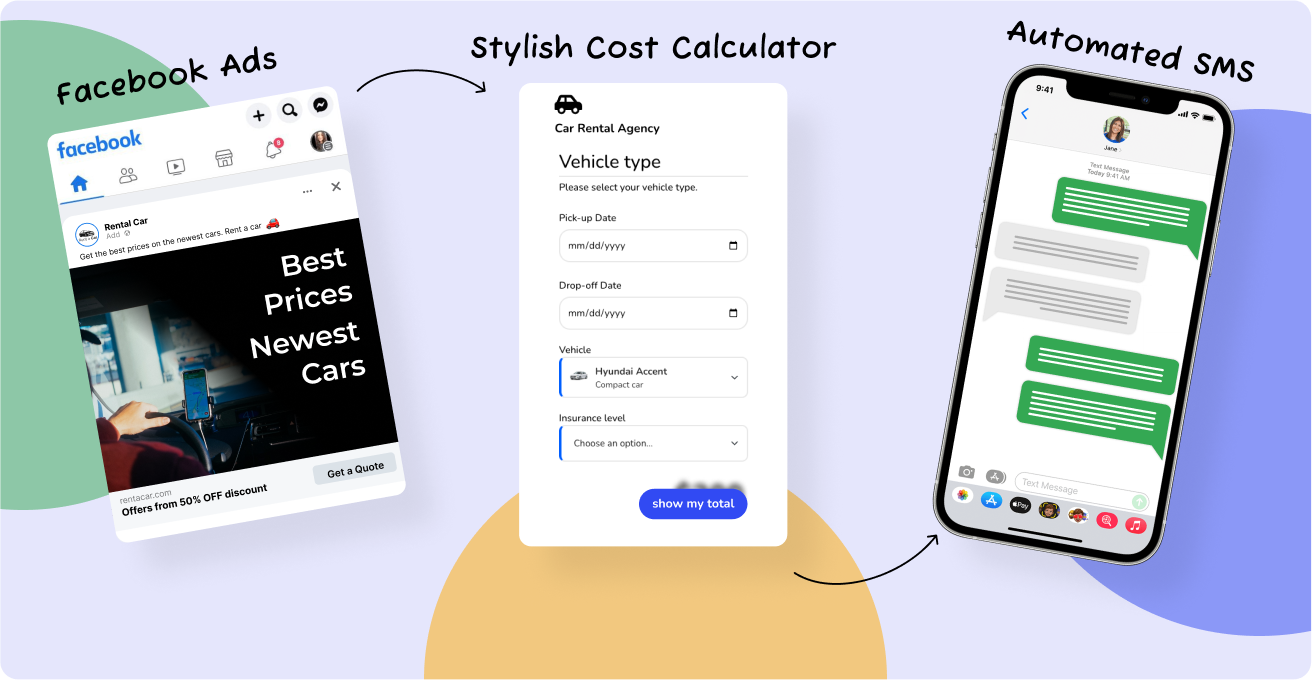 Facebook Ads
facebook
8
Rental Car
Add
Get the best prices on the newest cars. Rent a car
Best
Prices
Newest
Cars
rentacar.com
Offers from 50% OFF discount
Get a Quote
Stylish Cost Calculator
Car Rental Agency
Vehicle type
Please select your vehicle type.
Pick-up Date
mm/dd/yyyy
Drop-off Date
mm/dd/yyyy
Vehicle
Hyundai Accent
Compact car
Insurance level
Choose an option...
show my total
Automated SMS
9:41
Jane
Text Message
Today 9:41 AM
Text Message
Pay